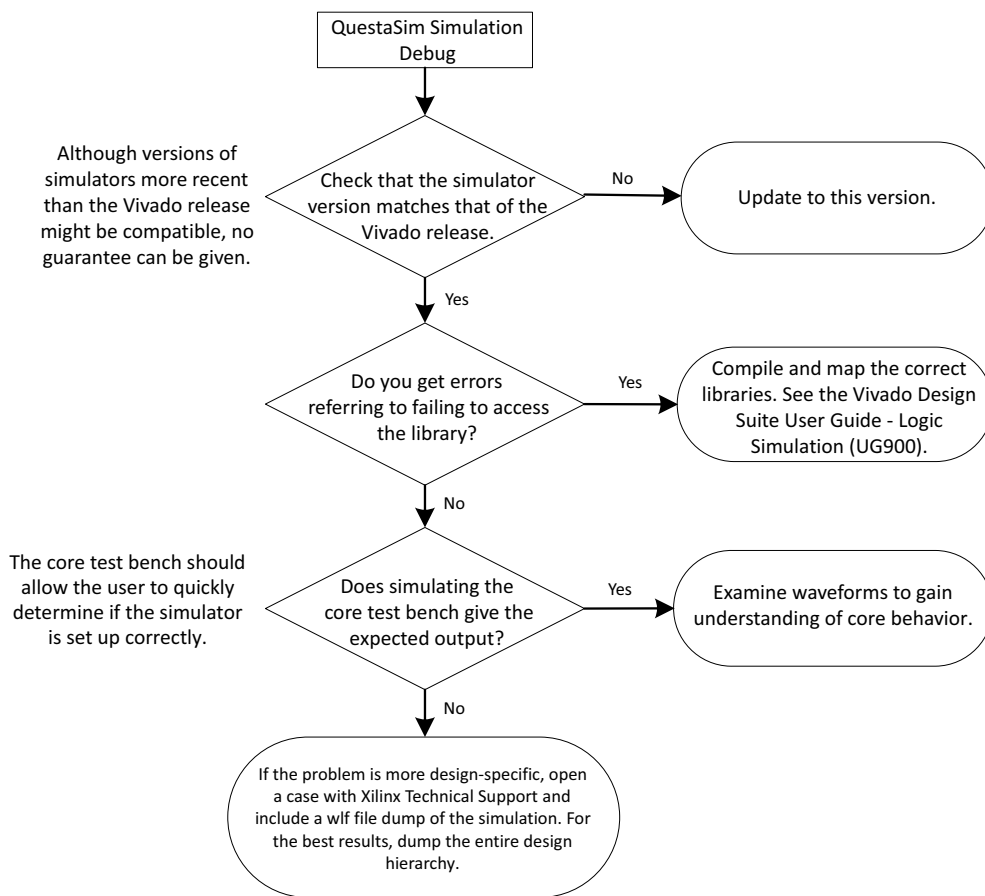 QuestaSim Simulation
Debug
Although versions of
simulators more recent
than the Vivado release
might be compatible, no
guarantee can be given.
Check that the simulator
version matches that of the
Vivado release.
No
Update to this version.
Yes
Do you get errors
referring to failing to access
the library?
Yes
Compile and map the correct
libraries. See the Vivado Design
Suite User Guide - Logic
Simulation (UG900).
No
The core test bench should
allow the user to quickly
determine if the simulator
is set up correctly.
Does simulating the
core test bench give the
expected output?
Yes
Examine waveforms to gain
understanding of core behavior.
No
If the problem is more design-specific, open
a case with Xilinx Technical Support and
include a wlf file dump of the simulation. For
the best results, dump the entire design
hierarchy.